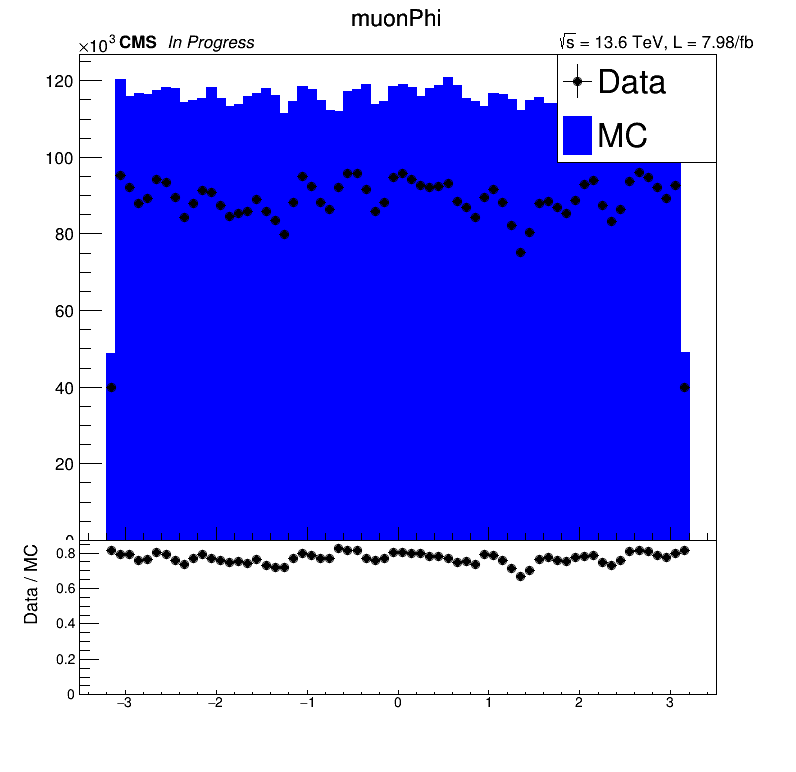 muonPhi
×10³ CMS In Progress √s = 13.6 TeV, L = 7.98/fb
120
Data
MC
100
80
60
40
20
0
Data / MC
0.8
0.6
0.4
0.2
0
−3 −2 −1 0 1 2 3